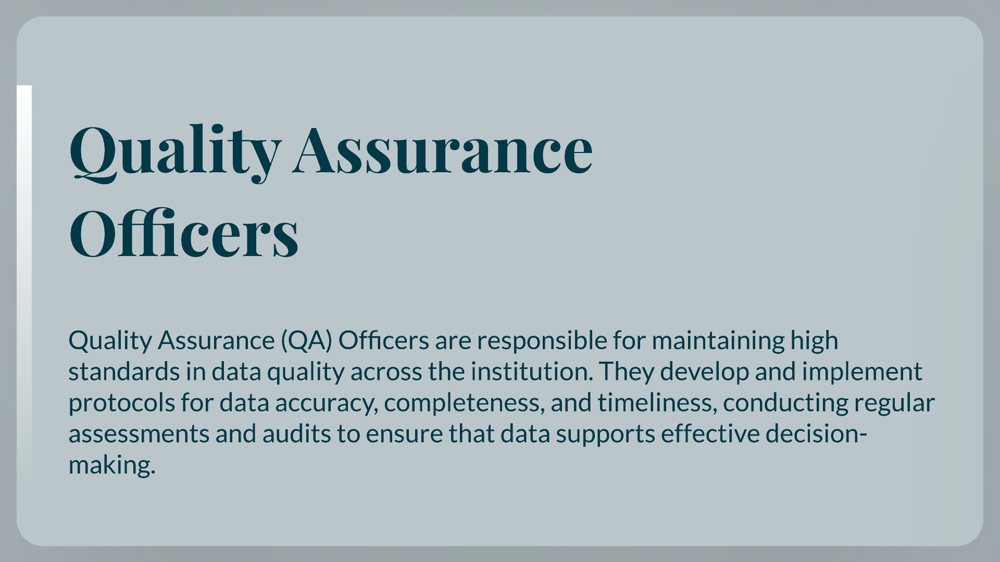 Quality Assurance
Officers
Quality Assurance (QA) Officers are responsible for maintaining high
standards in data quality across the institution. They develop and implement
protocols for data accuracy, completeness, and timeliness, conducting regular
assessments and audits to ensure that data supports effective decision-
making.